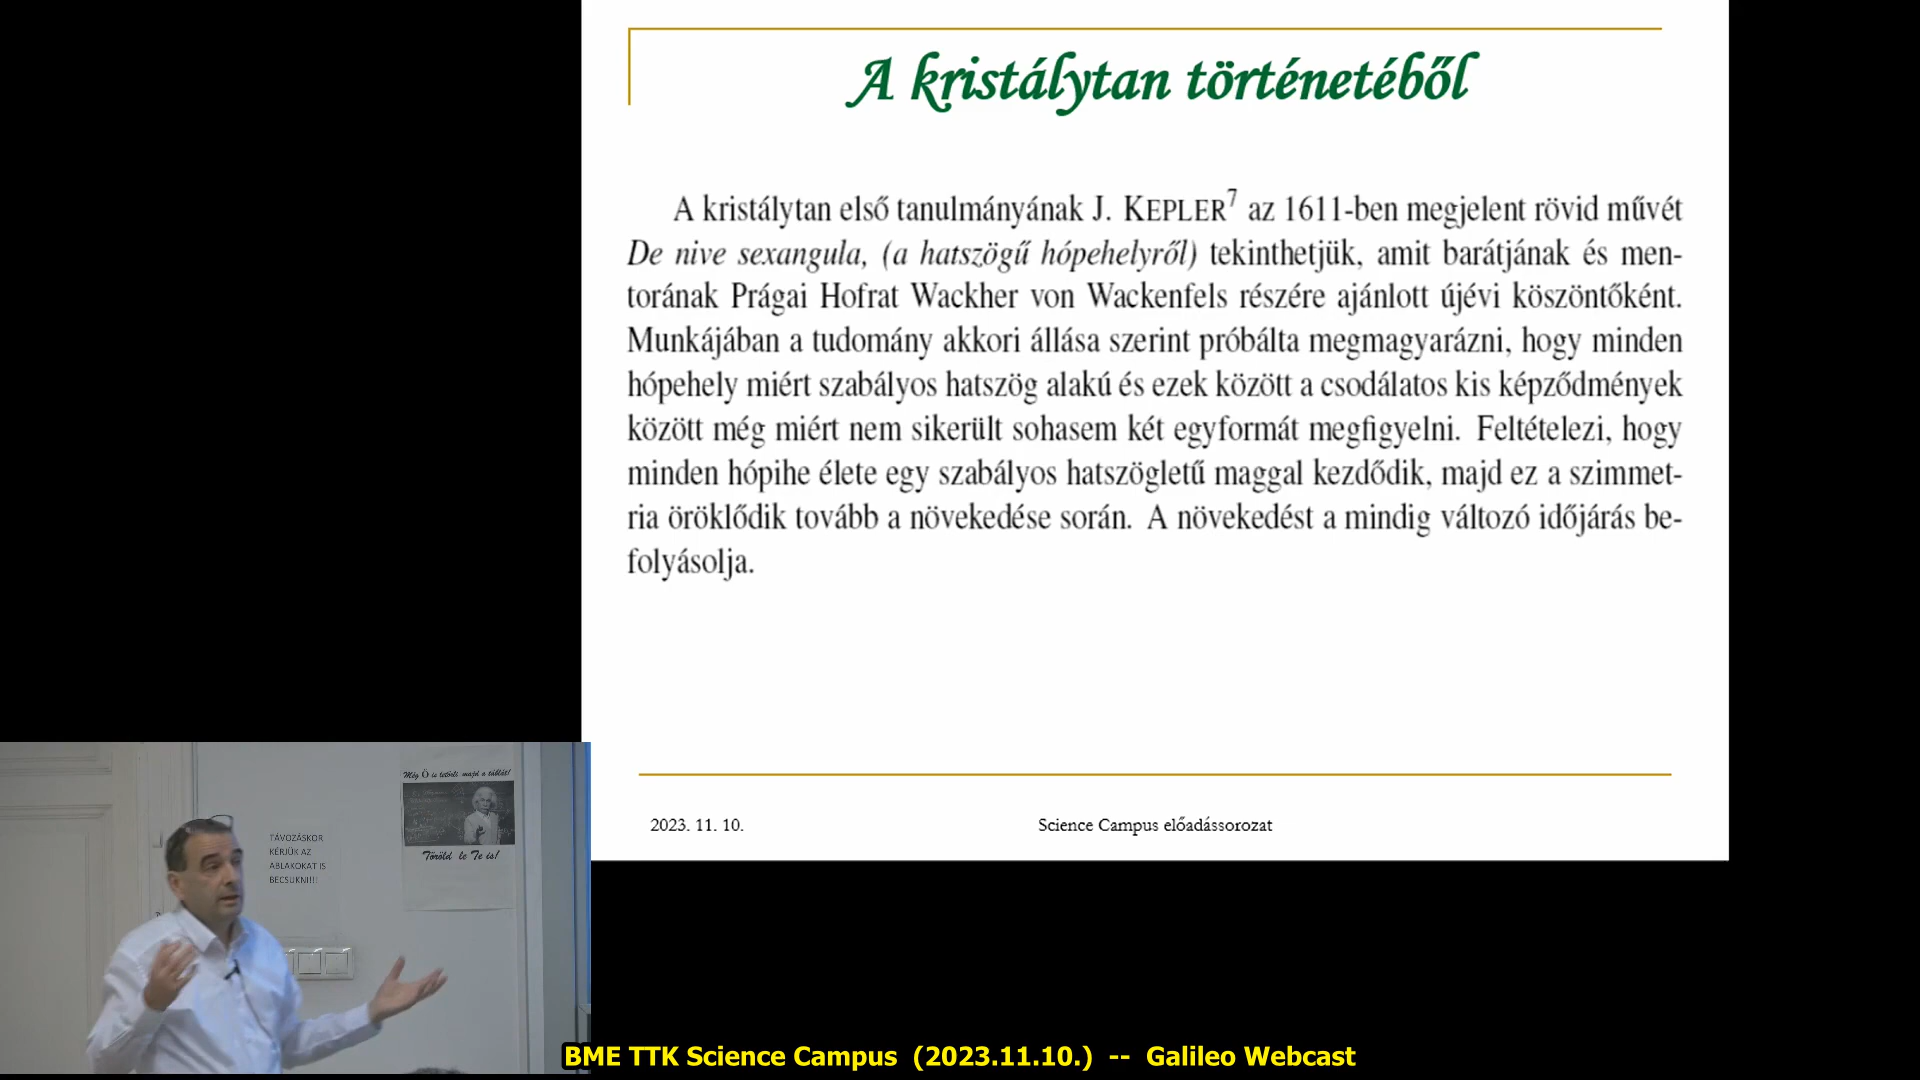 A kristálytan történetéből
A kristálytan első tanulmányának J. KEPLER7 az 1611-ben megjelent rövid művét
De nive sexangula, (a hatszögű hópehelyről) tekinthetjük, amit barátjának és men-
torának Prágai Hofrat Wackher von Wackenfels részére ajánlott újévi köszöntőként.
Munkájában a tudomány akkori állása szerint próbálta megmagyarázni, hogy minden
hópehely miért szabályos hatszög alakú és ezek között a csodálatos kis képződmények
között még miért nem sikerült sohasem két egyformát megfigyelni. Feltételezi, hogy
minden hópihe élete egy szabályos hatszögletű maggal kezdődik, majd ez a szimmet-
ria öröklődik tovább a növekedése során. A növekedést a mindig változó időjárás be-
folyásolja.
2023. 11. 10.
Science Campus előadássorozat
Még Ő is letörli majd a táblát!
Töröld le Te is!
TÁVOZÁSKOR
KÉRJÜK AZ
ABLAKOKAT IS
BECSUKNI!!!
BME TTK Science Campus (2023.11.10.) -- Galileo Webcast